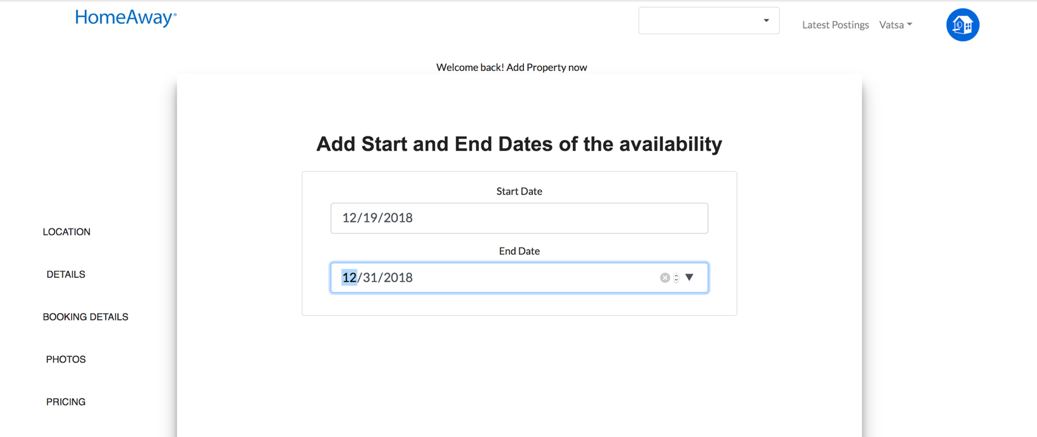 HomeAway®
Latest Postings Vatsa
Welcome back! Add Property now
Add Start and End Dates of the availability
Start Date
12/19/2018
End Date
12/31/2018
LOCATION
DETAILS
BOOKING DETAILS
PHOTOS
PRICING